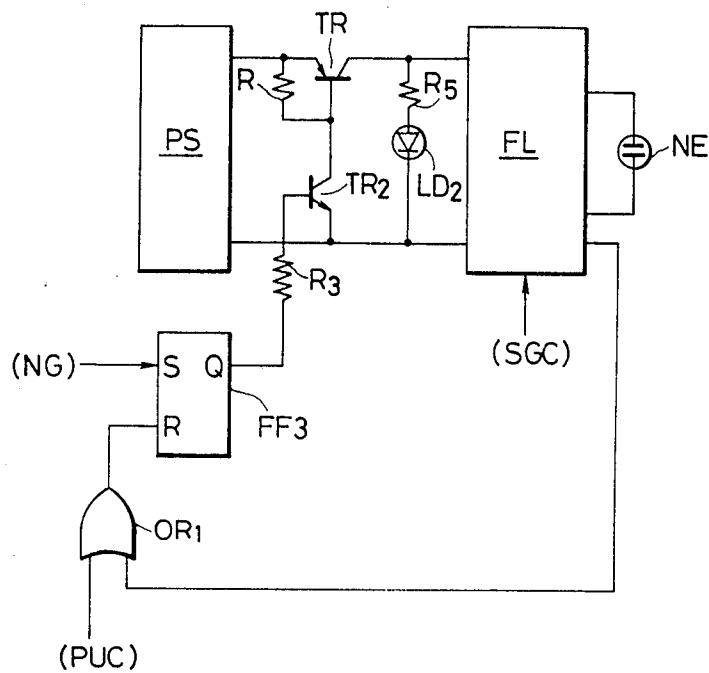 TR
R
R5
PS
FL
NE
TR2
LD2
R3
(NG)
S Q
(SGC)
R
FF3
OR1
(PUC)